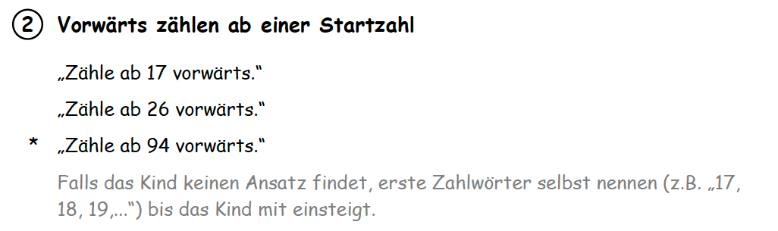 ② Vorwärts zählen ab einer Startzahl
„Zähle ab 17 vorwärts.“
„Zähle ab 26 vorwärts.“
* „Zähle ab 94 vorwärts.“
Falls das Kind keinen Ansatz findet, erste Zahlwörter selbst nennen (z.B. „17,
18, 19,...“) bis das Kind mit einsteigt.